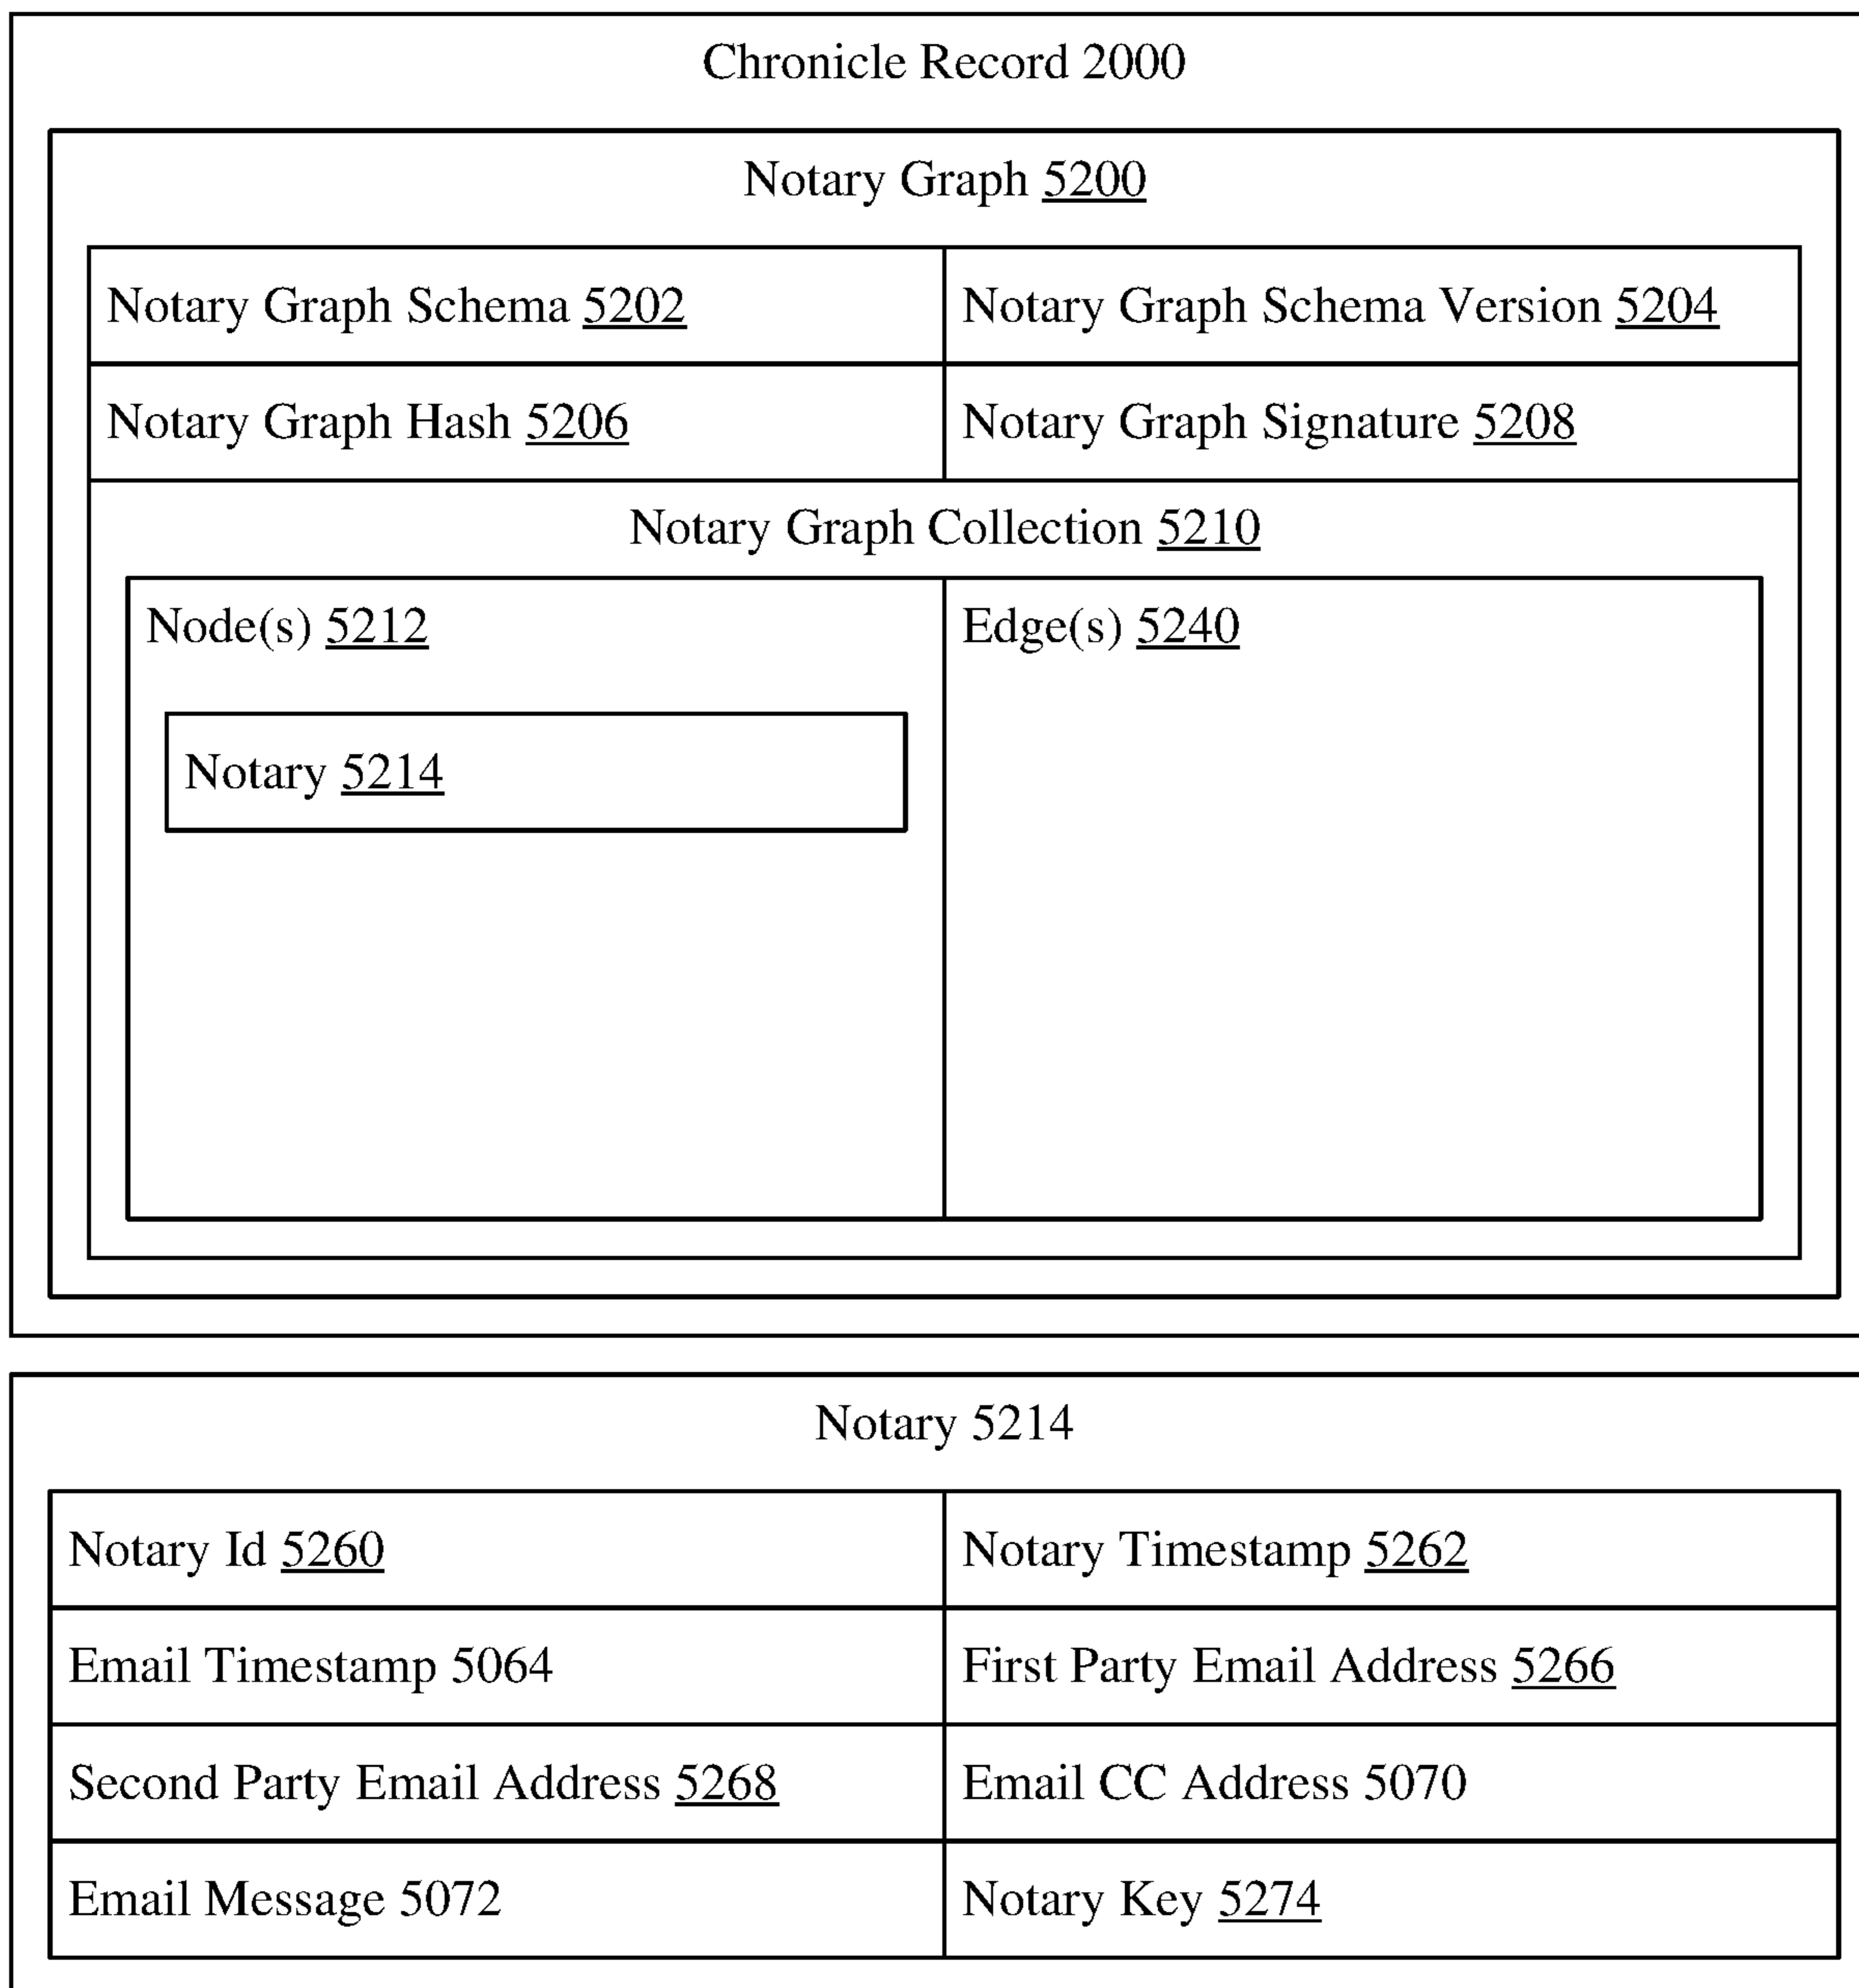 Chronicle Record 2000
Notary Graph 5200
Notary Graph Schema 5202
Notary Graph Schema Version 5204
Notary Graph Hash 5206
Notary Graph Signature 5208
Notary Graph Collection 5210
Node(s) 5212
Edge(s) 5240
Notary 5214
Notary 5214
Notary Id 5260
Notary Timestamp 5262
Email Timestamp 5064
First Party Email Address 5266
Second Party Email Address 5268
Email CC Address 5070
Email Message 5072
Notary Key 5274